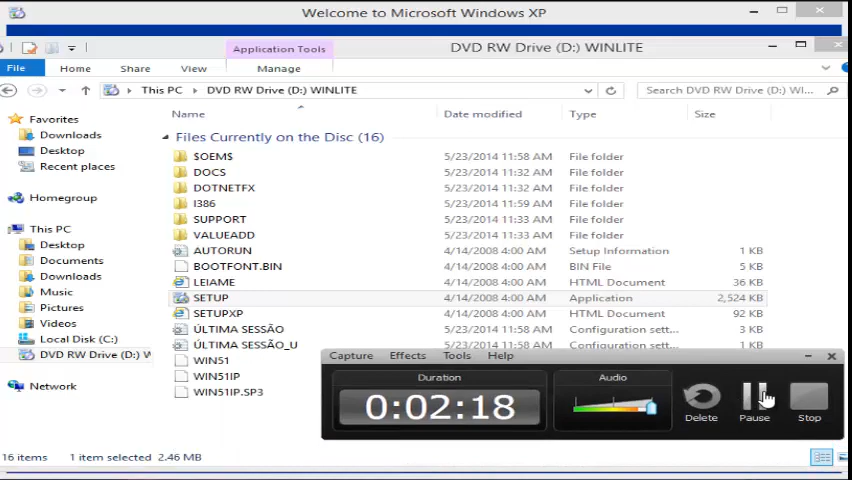 Welcome to Microsoft Windows XP
Application Tools
DVD RW Drive (D:) WINLITE
File Home Share View Manage
This PC DVD RW Drive (D:) WINLITE
Search DVD RW Drive (D:) WI...
Name Date modified Type Size
Favorites
Downloads
Desktop
Recent places
Homegroup
This PC
Desktop
Documents
Downloads
Music
Pictures
Videos
Local Disk (C:)
DVD RW Drive (D:) W
Network
Files Currently on the Disc (16)
$OEM$ 5/23/2014 11:58 AM File folder
DOCS 5/23/2014 11:32 AM File folder
DOTNETFX 5/23/2014 11:32 AM File folder
I386 5/23/2014 11:59 AM File folder
SUPPORT 5/23/2014 11:33 AM File folder
VALUEADD 5/23/2014 11:33 AM File folder
AUTORUN 4/14/2008 4:00 AM Setup Information 1 KB
BOOTFONT.BIN 4/14/2008 4:00 AM BIN File 5 KB
LEIAME 4/14/2008 4:00 AM HTML Document 36 KB
SETUP 4/14/2008 4:00 AM Application 2,524 KB
SETUPXP 4/14/2008 4:00 AM HTML Document 92 KB
ÚLTIMA SESSÃO 5/23/2014 11:33 AM Configuration sett... 3 KB
ÚLTIMA SESSÃO_U 5/23/2014 11:33 AM Configuration sett... 1 KB
WIN51
WIN51IP
WIN51IP.SP3
Capture Effects Tools Help
Duration
0:02:18
Audio
Delete Pause Stop
16 items 1 item selected 2.46 MB